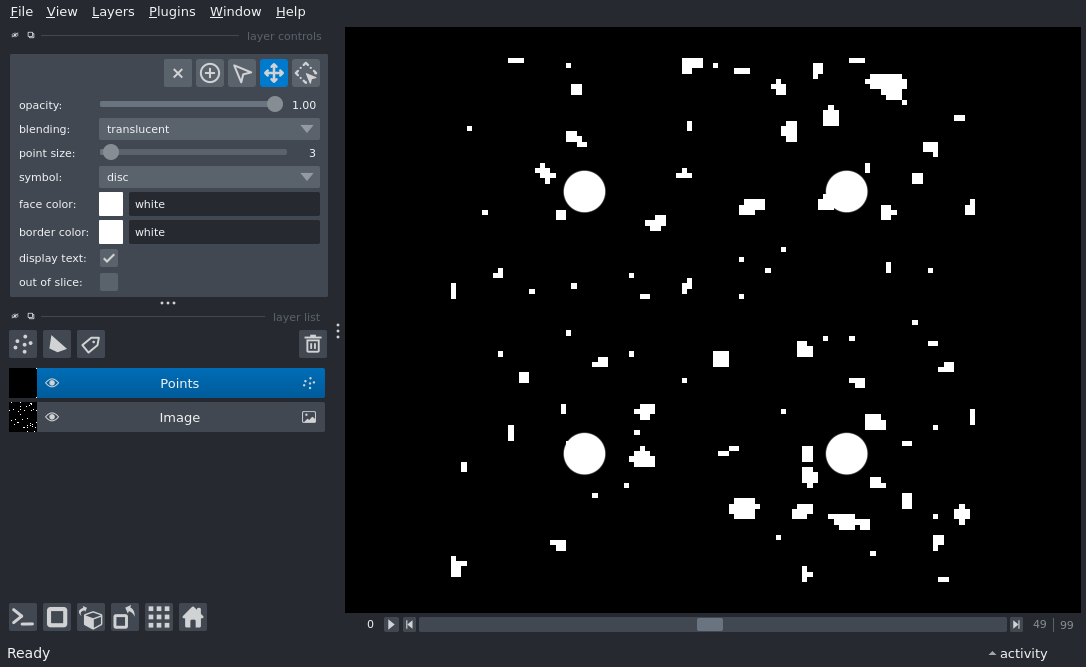 File View Layers Plugins Window Help
layer controls
opacity: 1.00
blending: translucent
point size: 3
symbol: disc
face color: white
border color: white
display text:
out of slice:
layer list
Points
Image
0 49 | 99
Ready activity